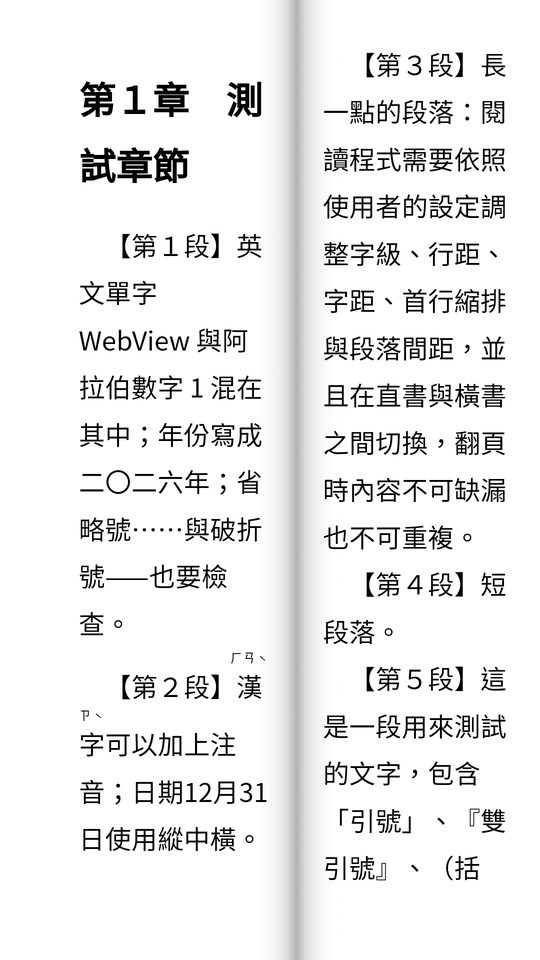 第１章　測
試章節
【第１段】英
文單字
WebView 與阿
拉伯數字 1 混在
其中；年份寫成
二〇二六年；省
略號⋯⋯與破折
號——也要檢
查。
ㄏㄢˋ
【第２段】漢
ㄗˋ
字可以加上注
音；日期12月31
日使用縱中橫。
【第３段】長
一點的段落：閱
讀程式需要依照
使用者的設定調
整字級、行距、
字距、首行縮排
與段落間距，並
且在直書與橫書
之間切換，翻頁
時內容不可缺漏
也不可重複。
【第４段】短
段落。
【第５段】這
是一段用來測試
的文字，包含
「引號」、『雙
引號』、（括